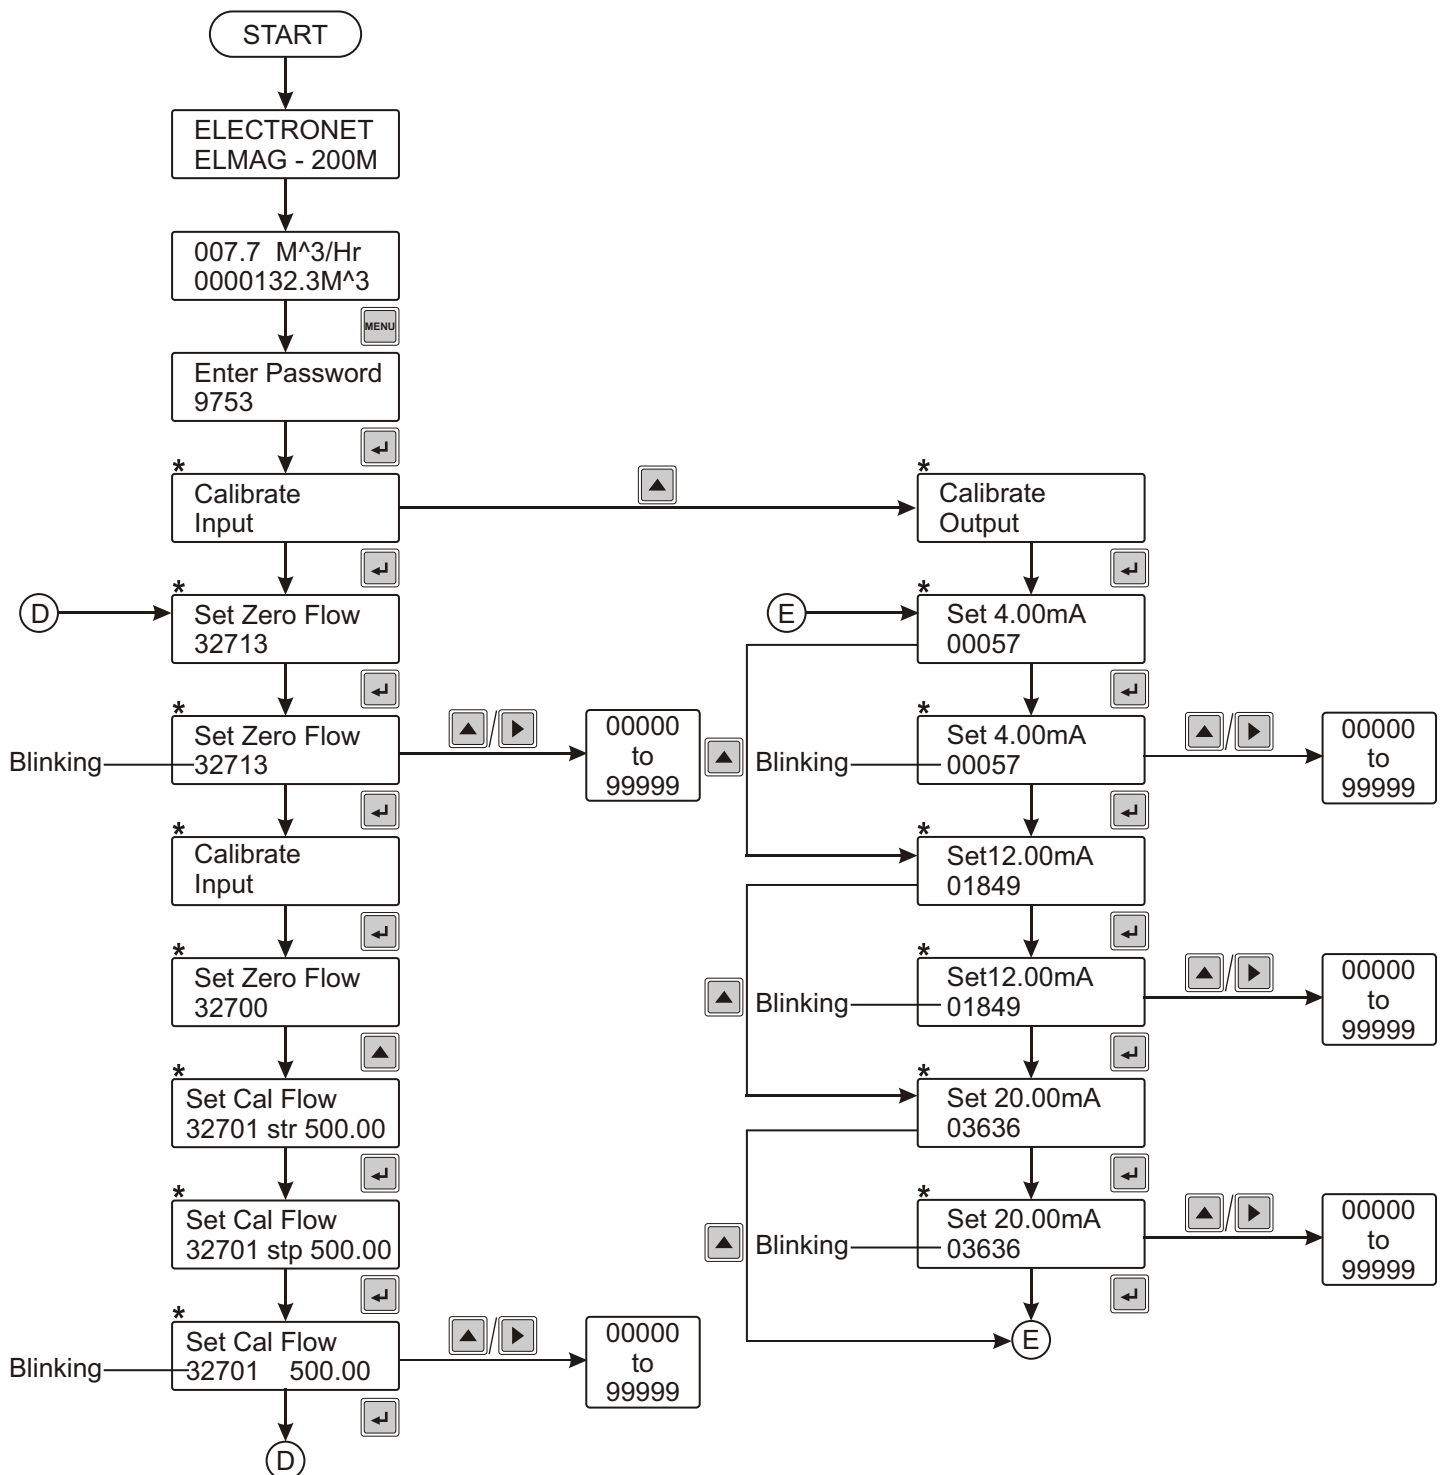 START
ELECTRONET
ELMAG - 200M
007.7 M^3/Hr
0000132.3M^3
MENU
Enter Password
9753
*
Calibrate
Input
*
Calibrate
Output
D
*
Set Zero Flow
32713
*
Set Zero Flow
32713
Blinking
/
00000
to
99999
*
Calibrate
Input
*
Set Zero Flow
32700
*
Set Cal Flow
32701 str 500.00
*
Set Cal Flow
32701 stp 500.00
*
Set Cal Flow
32701 500.00
Blinking
/
00000
to
99999
D
E
*
Set 4.00mA
00057
*
Set 4.00mA
00057
Blinking
/
00000
to
99999
*
Set12.00mA
01849
*
Set12.00mA
01849
Blinking
/
00000
to
99999
*
Set 20.00mA
03636
*
Set 20.00mA
03636
Blinking
/
00000
to
99999
E